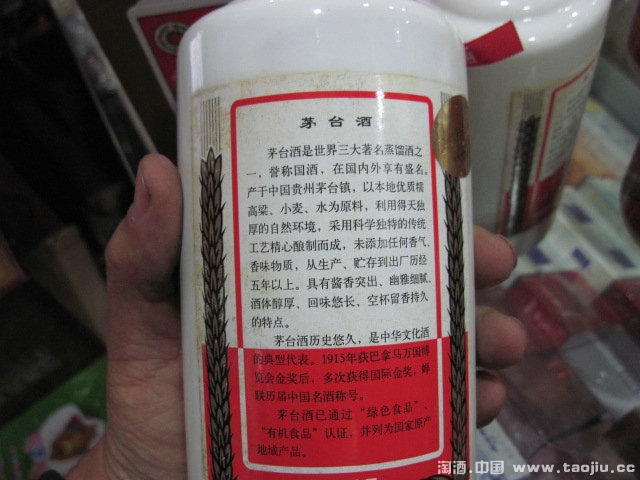 茅台酒
茅台酒是世界三大著名蒸馏酒之
一，誉称国酒，在国内外享有盛名。
产于中国贵州茅台镇，以本地优质糯
高粱、小麦、水为原料，利用得天独
厚的自然环境，采用科学独特的传统
工艺精心酿制而成，未添加任何香气、
香味物质，从生产、贮存到出厂历经
五年以上。具有酱香突出、幽雅细腻、
酒体醇厚、回味悠长、空杯留香持久
的特点。
茅台酒历史悠久，是中华文化酒
的典型代表。1915年获巴拿马万国博
览会金奖后，多次获得国际金奖，蝉
联历届中国名酒称号。
茅台酒已通过“绿色食品”、
“有机食品”认证，并列为国家原产
地域产品。
淘酒.中国 www.taojiu.cc